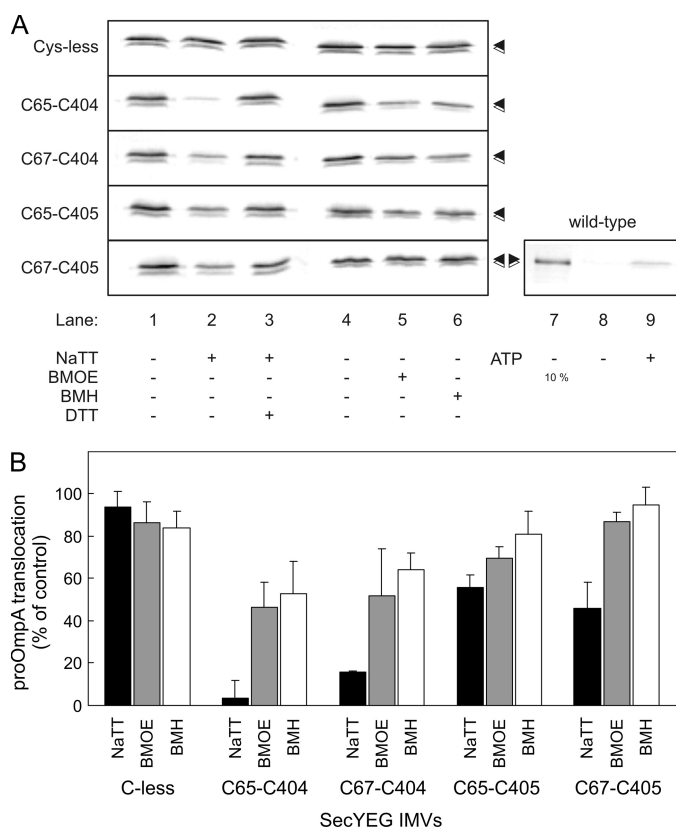 A
Cys-less
C65-C404
C67-C404
C65-C405
wild-type
C67-C405
Lane: 1 2 3 4 5 6 7 8 9
NaTT - + + - - - ATP - - +
BMOE - - - - + - 10 %
BMH - - - - - +
DTT - - + - - -
B
proOmpA translocation
(% of control)
100
80
60
40
20
0
NaTT BMOE BMH NaTT BMOE BMH NaTT BMOE BMH NaTT BMOE BMH NaTT BMOE BMH
C-less C65-C404 C67-C404 C65-C405 C67-C405
SecYEG IMVs